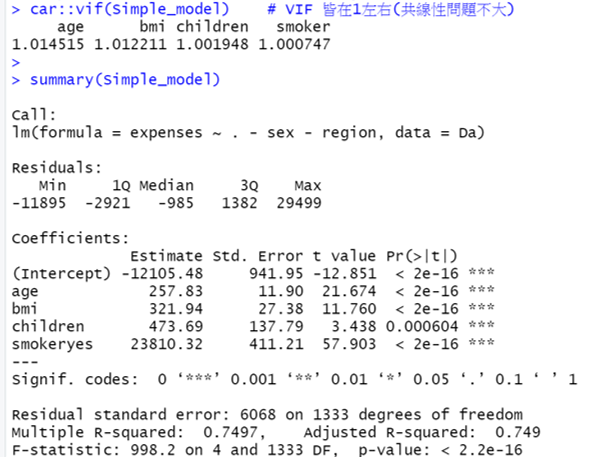 > car::vif(Simple_model)    # VIF 皆在1左右(共線性問題不大)
     age      bmi children   smoker
1.014515 1.012211 1.001948 1.000747
>
> summary(Simple_model)

Call:
lm(formula = expenses ~ . - sex - region, data = Da)

Residuals:
   Min     1Q Median     3Q    Max
-11895  -2921   -985   1382  29499

Coefficients:
             Estimate Std. Error t value Pr(>|t|)
(Intercept) -12105.48     941.95 -12.851  < 2e-16 ***
age            257.83      11.90  21.674  < 2e-16 ***
bmi            321.94      27.38  11.760  < 2e-16 ***
children       473.69     137.79   3.438 0.000604 ***
smokeryes    23810.32     411.21  57.903  < 2e-16 ***
---
Signif. codes:  0 ‘***’ 0.001 ‘**’ 0.01 ‘*’ 0.05 ‘.’ 0.1 ‘ ’ 1

Residual standard error: 6068 on 1333 degrees of freedom
Multiple R-squared:  0.7497,    Adjusted R-squared:  0.749
F-statistic: 998.2 on 4 and 1333 DF,  p-value: < 2.2e-16